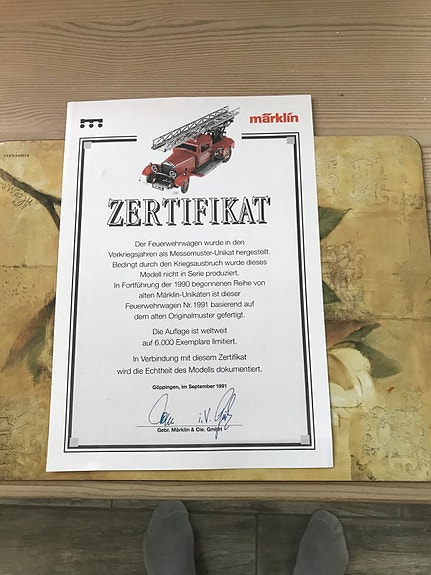 märklin
ZERTIFIKAT
Der Feuerwehrwagen wurde in den
Vorkriegsjahren als Messemuster-Unikat hergestellt.
Bedingt durch den Kriegsausbruch wurde dieses
Modell nicht in Serie produziert.
In Fortführung der 1990 begonnenen Reihe von
alten Märklin-Unikaten ist dieser
Feuerwehrwagen Nr. 1991 basierend auf
dem alten Originalmuster gefertigt.
Die Auflage ist weltweit
auf 6.000 Exemplare limitiert.
In Verbindung mit diesem Zertifikat
wird die Echtheit des Modells dokumentiert.
Göppingen, im September 1991
i.V.
Gebr. Märklin & Cie. GmbH